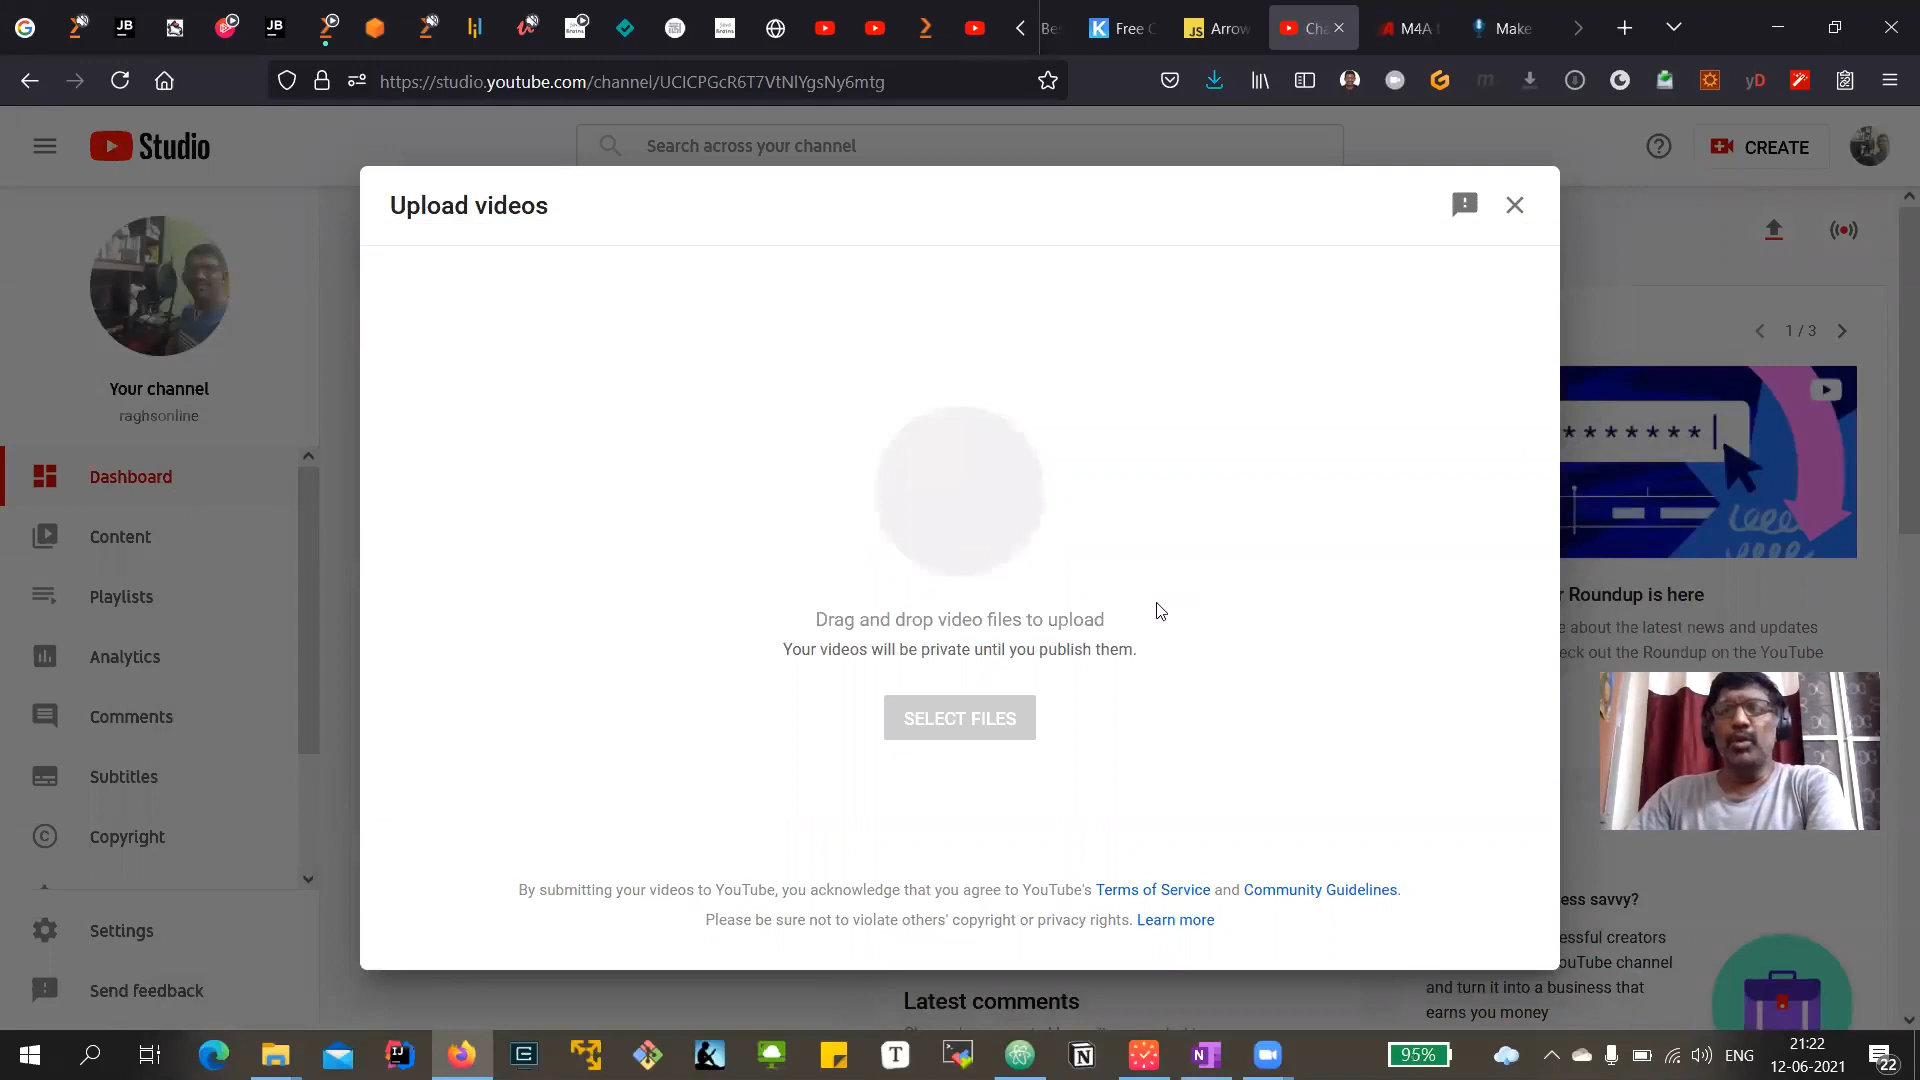 JB
JB
Free
JS Arrow
Ch
M4A
Make
https://studio.youtube.com/channel/UCICPGcR6T7VtNlYgsNy6mtg
yD
Studio
Search across your channel
CREATE
Upload videos
Your channel
raghsonline
1 / 3
Dashboard
Content
Playlists
Analytics
Comments
Subtitles
Copyright
Settings
Send feedback
Drag and drop video files to upload
Your videos will be private until you publish them.
SELECT FILES
By submitting your videos to YouTube, you acknowledge that you agree to YouTube's Terms of Service and Community Guidelines.
Please be sure not to violate others' copyright or privacy rights. Learn more
* * * * * * *
r Roundup is here
e about the latest news and updates
eck out the Roundup on the YouTube
ess savvy?
essful creators
ouTube channel
and turn it into a business that
earns you money
Latest comments
95%
ENG
21:22
12-06-2021
22